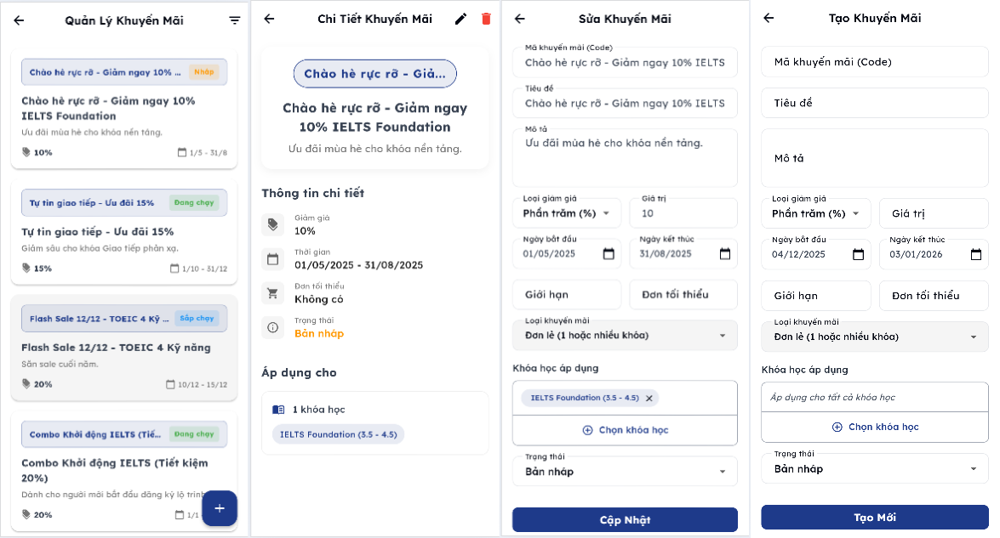 Quản Lý Khuyến Mãi
Chào hè rực rỡ - Giảm ngay 10% ...
Nháp
Chào hè rực rỡ - Giảm ngay 10%
IELTS Foundation
Ưu đãi mùa hè cho khóa nền tảng.
10%
1/5 - 31/8
Tự tin giao tiếp - Ưu đãi 15%
Đang chạy
Tự tin giao tiếp - Ưu đãi 15%
Giảm sâu cho khóa Giao tiếp phản xạ.
15%
1/10 - 31/12
Flash Sale 12/12 - TOEIC 4 Kỹ ...
Sắp chạy
Flash Sale 12/12 - TOEIC 4 Kỹ năng
Săn sale cuối năm.
20%
10/12 - 15/12
Combo Khởi động IELTS (Tiế...
Đang chạy
Combo Khởi động IELTS (Tiết kiệm
20%)
Dành cho người mới bắt đầu đăng ký lộ trình
20%
1/1
+
Chi Tiết Khuyến Mãi
Chào hè rực rỡ - Giả...
Chào hè rực rỡ - Giảm ngay
10% IELTS Foundation
Ưu đãi mùa hè cho khóa nền tảng.
Thông tin chi tiết
Giảm giá
10%
Thời gian
01/05/2025 - 31/08/2025
Đơn tối thiểu
Không có
Trạng thái
Bản nháp
Áp dụng cho
1 khóa học
IELTS Foundation (3.5 - 4.5)
Sửa Khuyến Mãi
Mã khuyến mãi (Code)
Chào hè rực rỡ - Giảm ngay 10% IELTS
Tiêu đề
Chào hè rực rỡ - Giảm ngay 10% IELTS
Mô tả
Ưu đãi mùa hè cho khóa nền tảng.
Loại giảm giá
Phần trăm (%)
Giá trị
10
Ngày bắt đầu
01/05/2025
Ngày kết thúc
31/08/2025
Giới hạn
Đơn tối thiểu
Loại khuyến mãi
Đơn lẻ (1 hoặc nhiều khóa)
Khóa học áp dụng
IELTS Foundation (3.5 - 4.5)
Chọn khóa học
Trạng thái
Bản nháp
Cập Nhật
Tạo Khuyến Mãi
Mã khuyến mãi (Code)
Tiêu đề
Mô tả
Loại giảm giá
Phần trăm (%)
Giá trị
Ngày bắt đầu
04/12/2025
Ngày kết thúc
03/01/2026
Giới hạn
Đơn tối thiểu
Loại khuyến mãi
Đơn lẻ (1 hoặc nhiều khóa)
Khóa học áp dụng
Áp dụng cho tất cả khóa học
Chọn khóa học
Trạng thái
Bản nháp
Tạo Mới